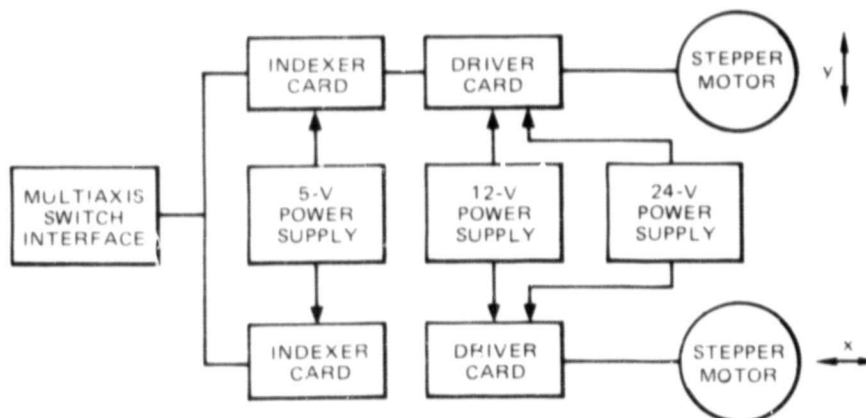 INDEXER
CARD
DRIVER
CARD
STEPPER
MOTOR
y
MULTIAXIS
SWITCH
INTERFACE
5-V
POWER
SUPPLY
12-V
POWER
SUPPLY
24-V
POWER
SUPPLY
INDEXER
CARD
DRIVER
CARD
STEPPER
MOTOR
x